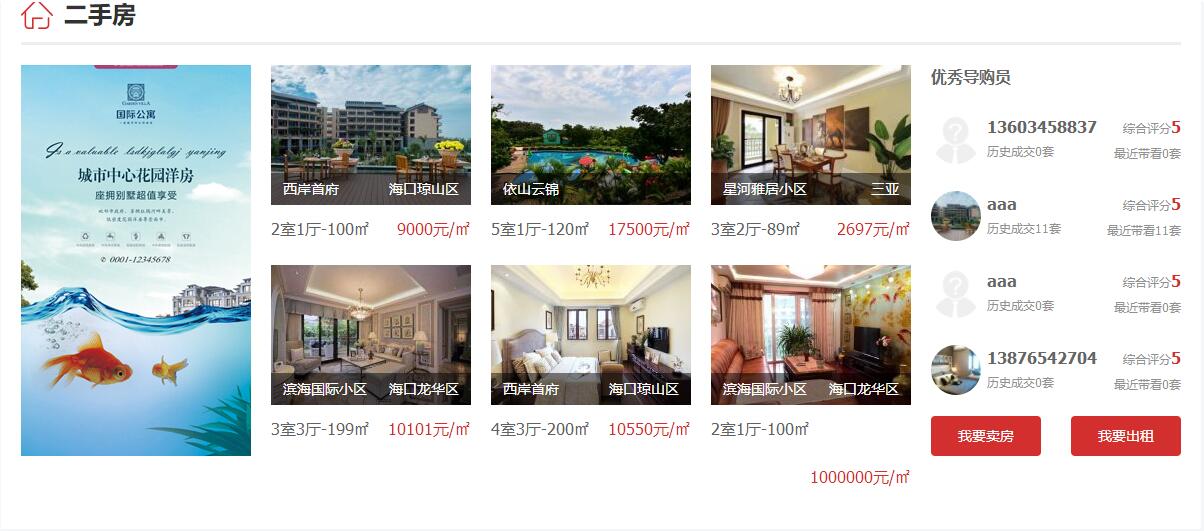 二手房
GARDEN VILLA
国际公寓
Is a valuable lsdkjglalgj yanjing
城市中心花园洋房
座拥别墅超值享受
✆ 0001-12345678
西岸首府 海口琼山区
2室1厅-100㎡ 9000元/㎡
依山云锦
5室1厅-120㎡ 17500元/㎡
星河雅居小区 三亚
3室2厅-89㎡ 2697元/㎡
滨海国际小区 海口龙华区
3室3厅-199㎡ 10101元/㎡
西岸首府 海口琼山区
4室3厅-200㎡ 10550元/㎡
滨海国际小区 海口龙华区
2室1厅-100㎡
1000000元/㎡
优秀导购员
13603458837 综合评分5
历史成交0套 最近带看0套
aaa 综合评分5
历史成交11套 最近带看11套
aaa 综合评分5
历史成交0套 最近带看0套
13876542704 综合评分5
历史成交0套 最近带看0套
我要卖房 我要出租